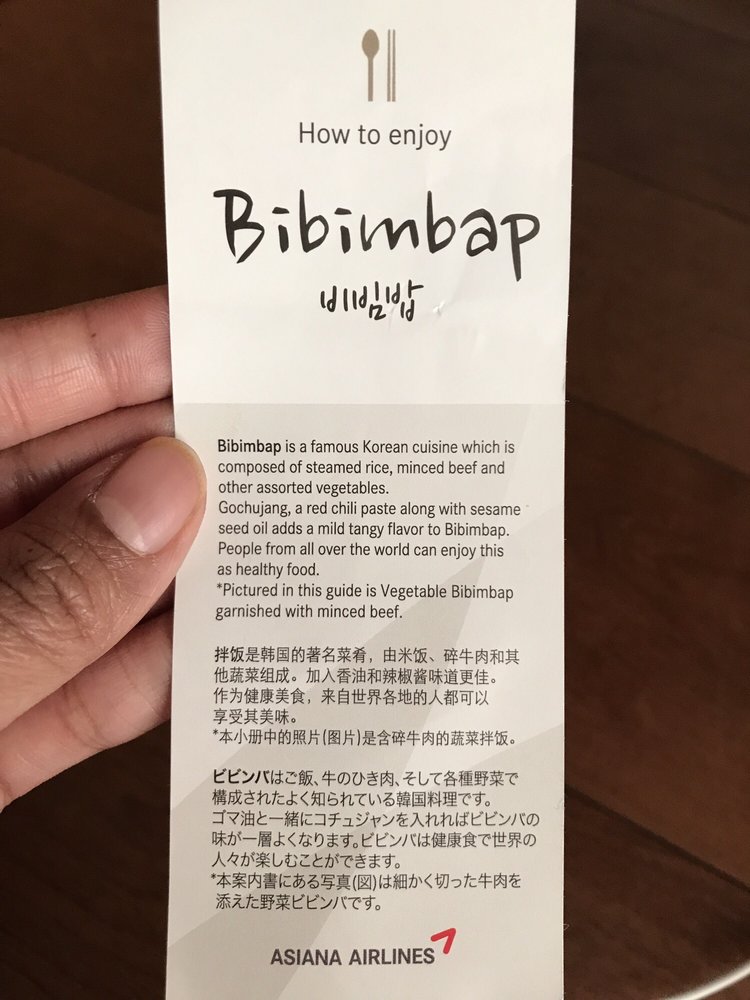 How to enjoy
Bibimbap
비빔밥
Bibimbap is a famous Korean cuisine which is
composed of steamed rice, minced beef and
other assorted vegetables.
Gochujang, a red chili paste along with sesame
seed oil adds a mild tangy flavor to Bibimbap.
People from all over the world can enjoy this
as healthy food.
*Pictured in this guide is Vegetable Bibimbap
garnished with minced beef.
拌饭是韩国的著名菜肴，由米饭、碎牛肉和其
他蔬菜组成。加入香油和辣椒酱味道更佳。
作为健康美食，来自世界各地的人都可以
享受其美味。
*本小册中的照片(图片)是含碎牛肉的蔬菜拌饭。
ビビンバはご飯、牛のひき肉、そして各種野菜で
構成されたよく知られている韓国料理です。
ゴマ油と一緒にコチュジャンを入れればビビンバの
味が一層よくなります。ビビンバは健康食で世界の
人々が楽しむことができます。
*本案内書にある写真(図)は細かく切った牛肉を
添えた野菜ビビンバです。
ASIANA AIRLINES